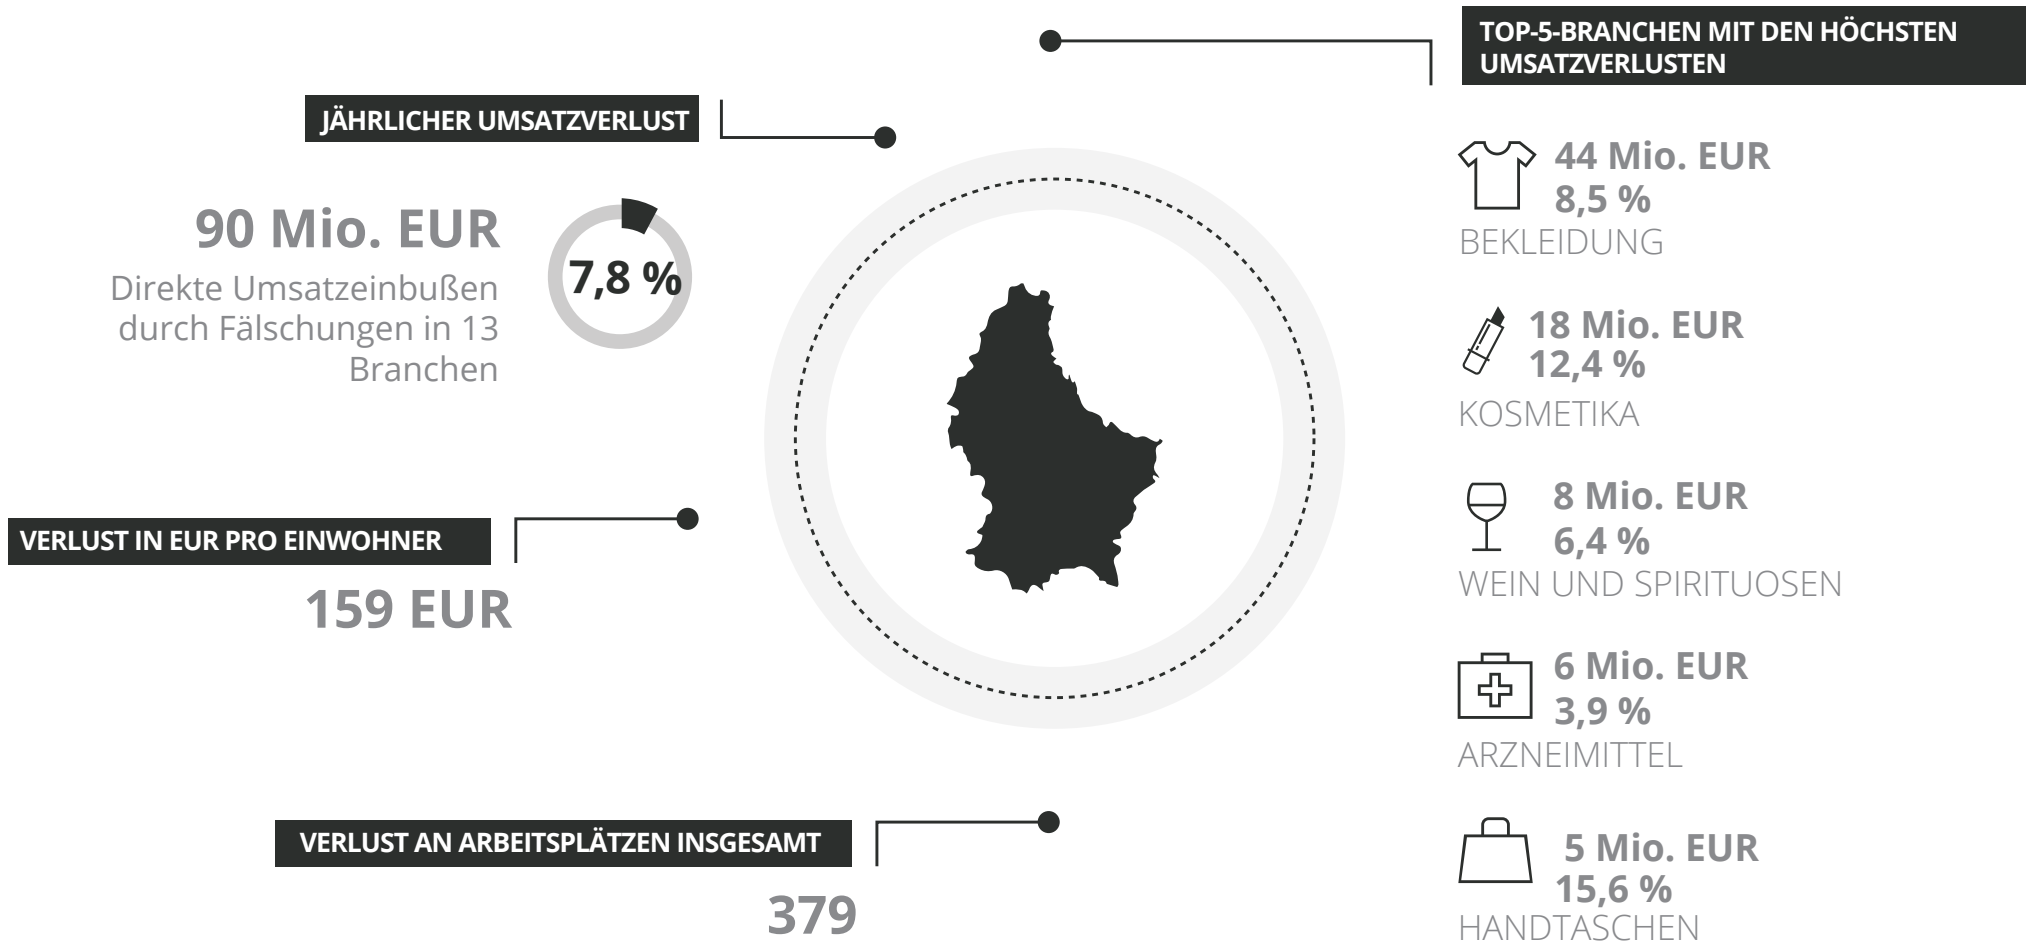 JÄHRLICHER UMSATZVERLUST
90 Mio. EUR
Direkte Umsatzeinbußen
durch Fälschungen in 13
Branchen
7,8 %
VERLUST IN EUR PRO EINWOHNER
159 EUR
VERLUST AN ARBEITSPLÄTZEN INSGESAMT
379
TOP-5-BRANCHEN MIT DEN HÖCHSTEN
UMSATZVERLUSTEN
44 Mio. EUR
8,5 %
BEKLEIDUNG
18 Mio. EUR
12,4 %
KOSMETIKA
8 Mio. EUR
6,4 %
WEIN UND SPIRITUOSEN
6 Mio. EUR
3,9 %
ARZNEIMITTEL
5 Mio. EUR
15,6 %
HANDTASCHEN